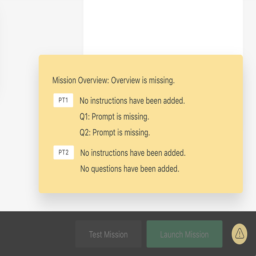 Mission Overview: Overview is missing.
PT1 No instructions have been added.
Q1: Prompt is missing.
Q2: Prompt is missing.
PT2 No instructions have been added.
No questions have been added.
Test Mission Launch Mission